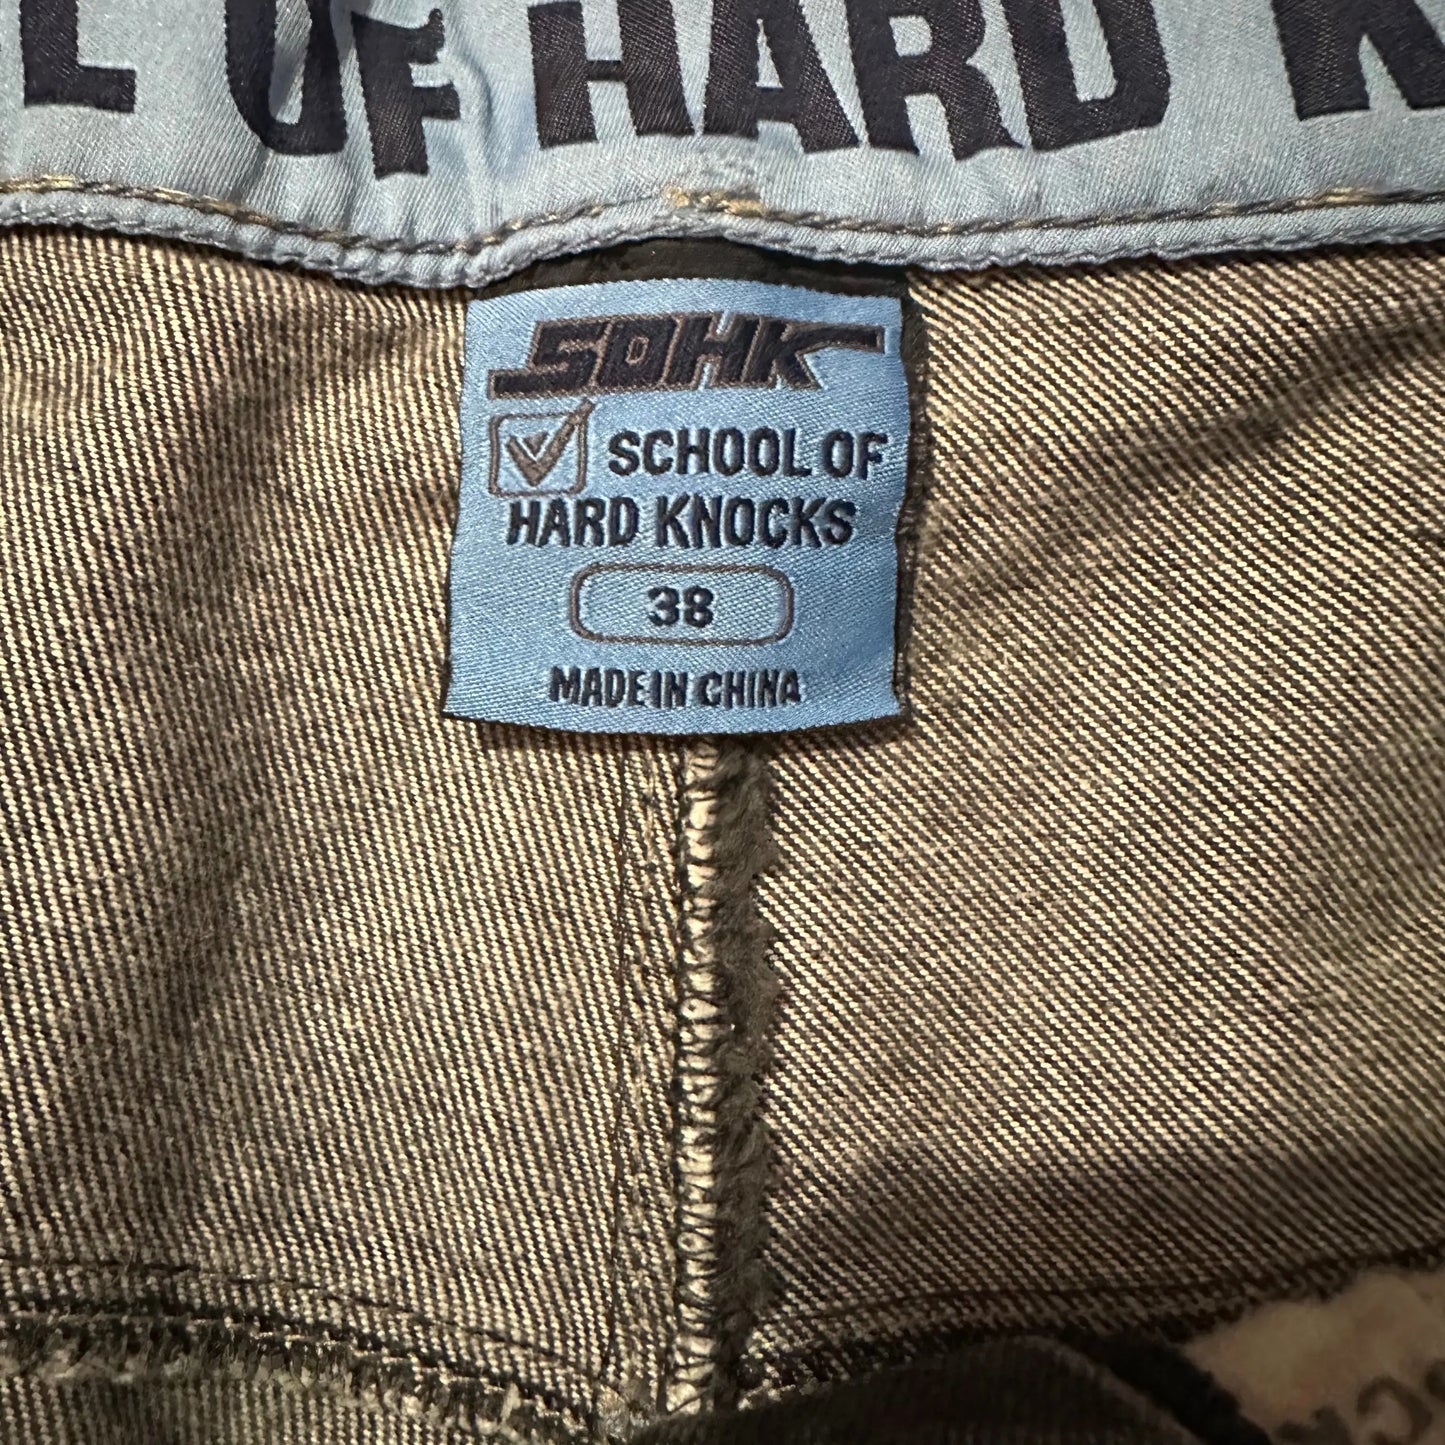 OF HARD
SOHK
SCHOOL OF
HARD KNOCKS
38
MADE IN CHINA